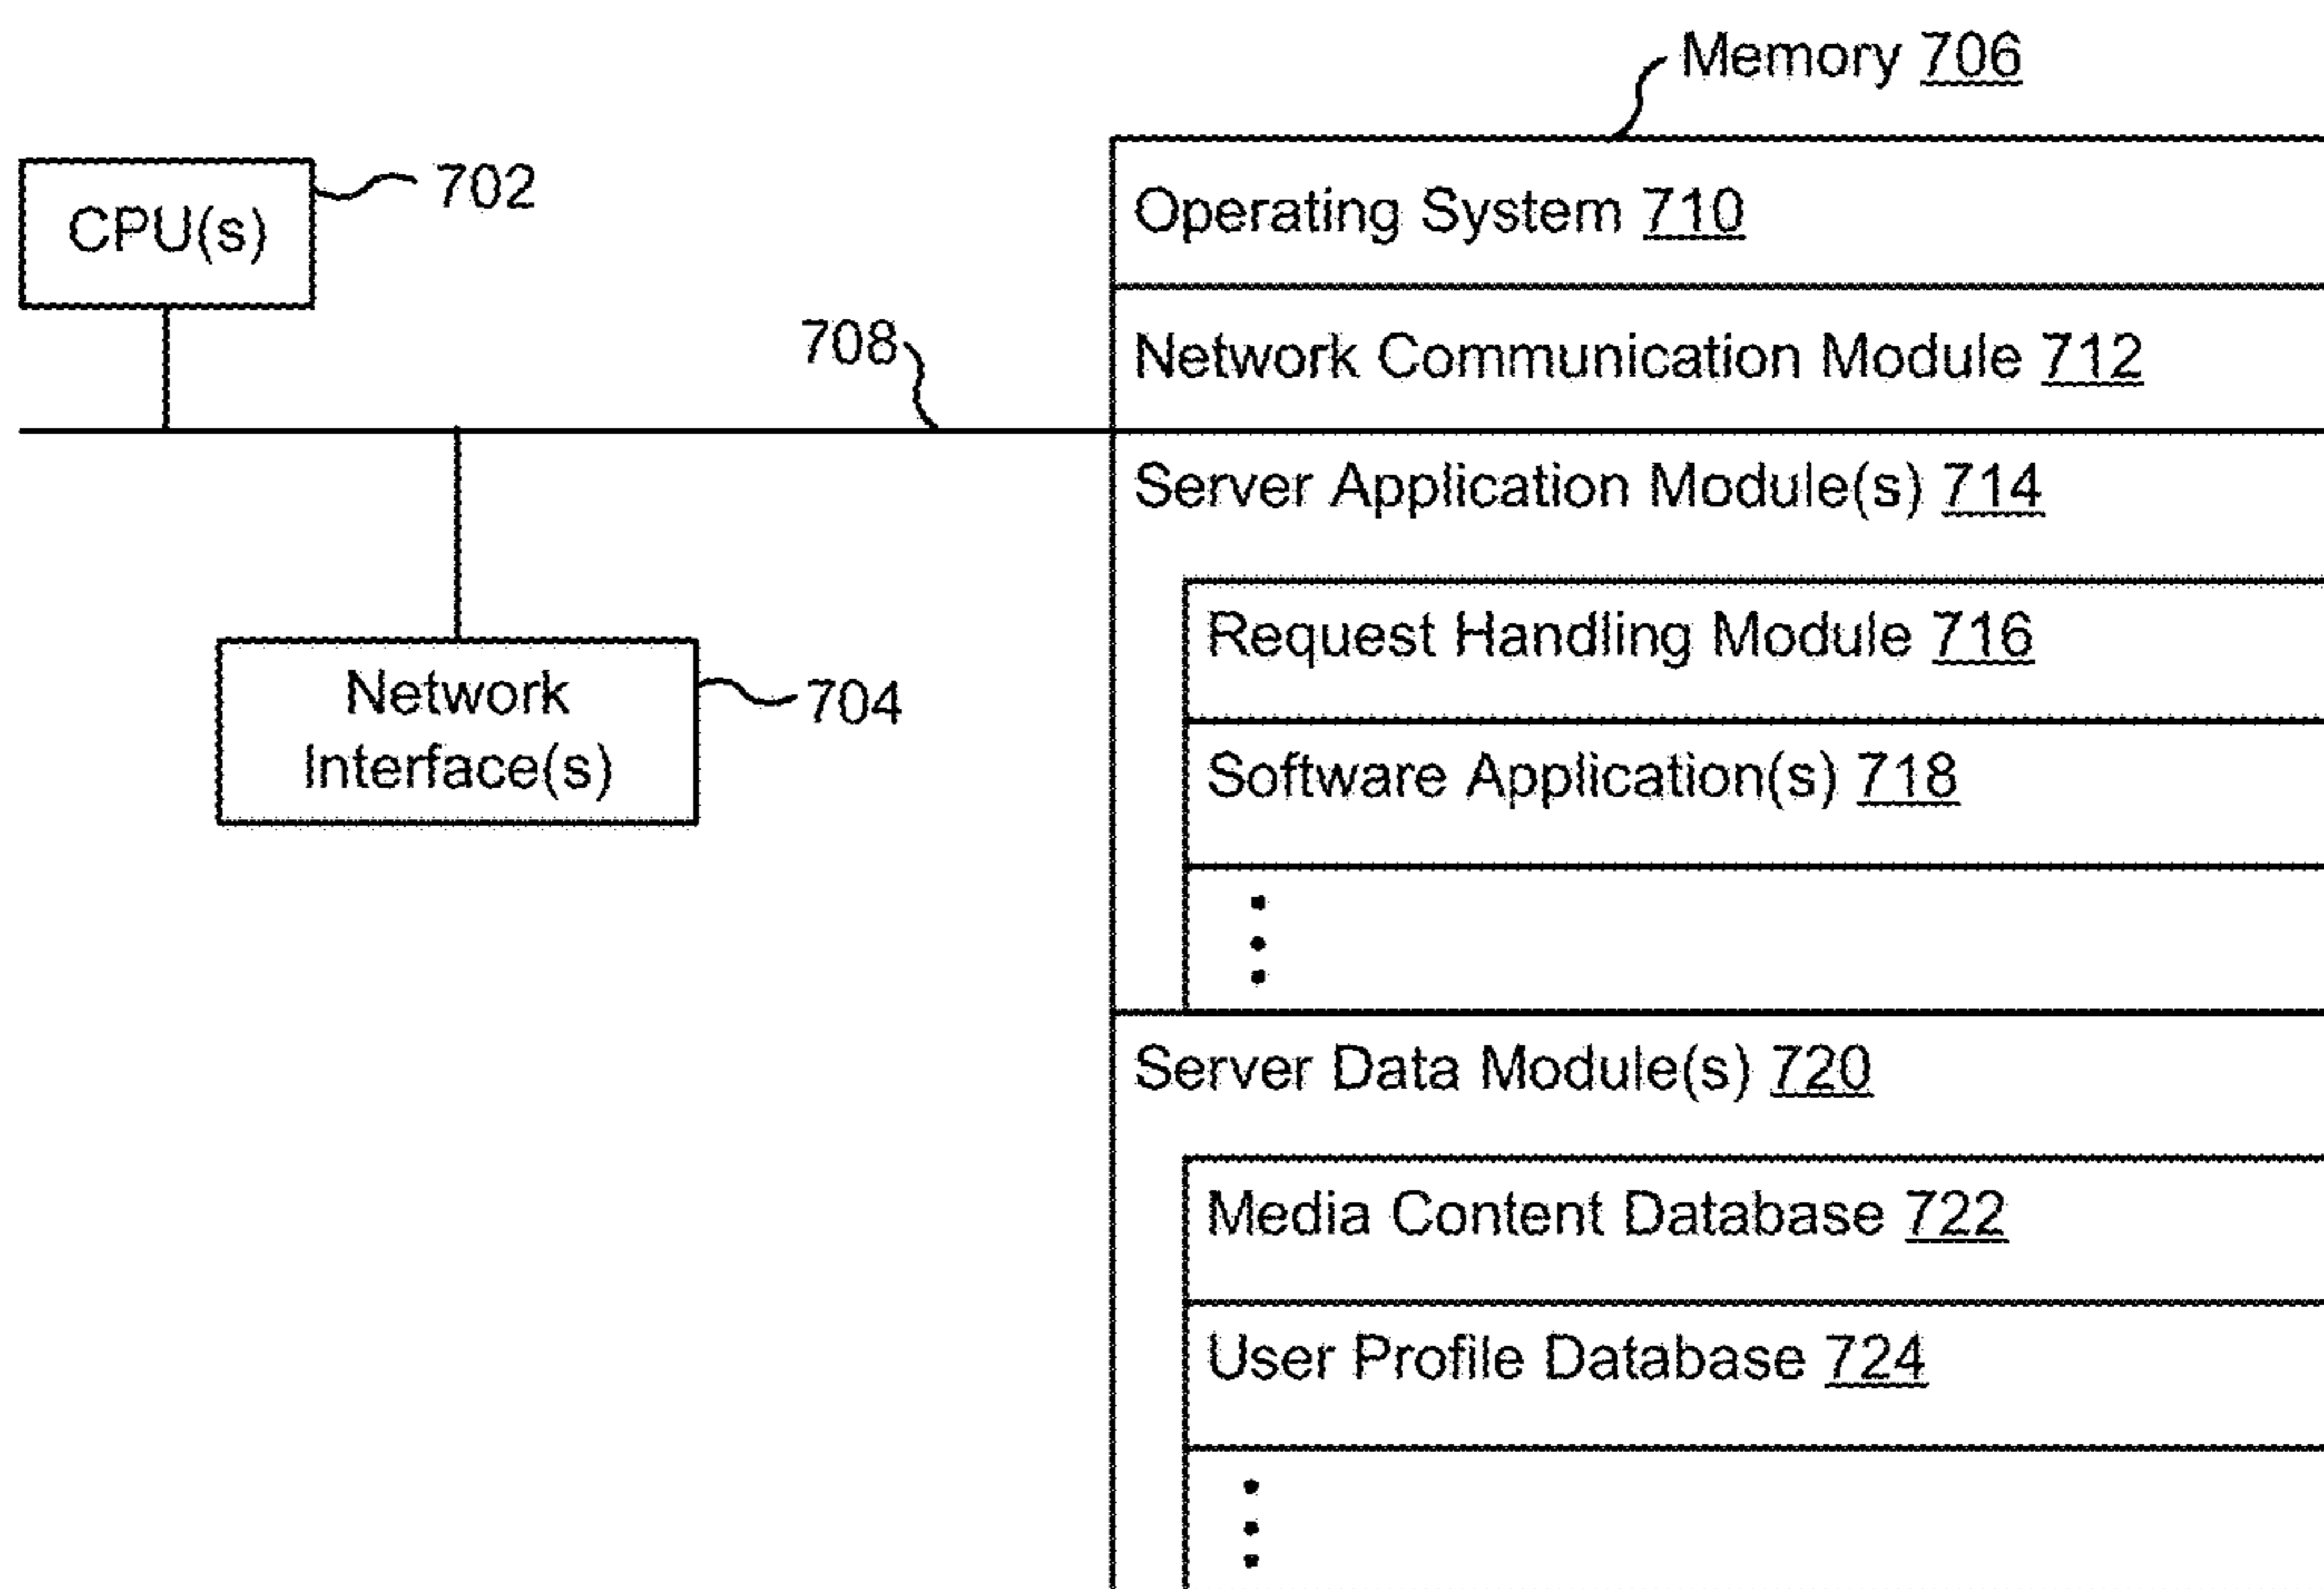 Memory 706
CPU(s)
702
Operating System 710
708
Network Communication Module 712
Server Application Module(s) 714
Request Handling Module 716
Network
Interface(s)
704
Software Application(s) 718
Server Data Module(s) 720
Media Content Database 722
User Profile Database 724